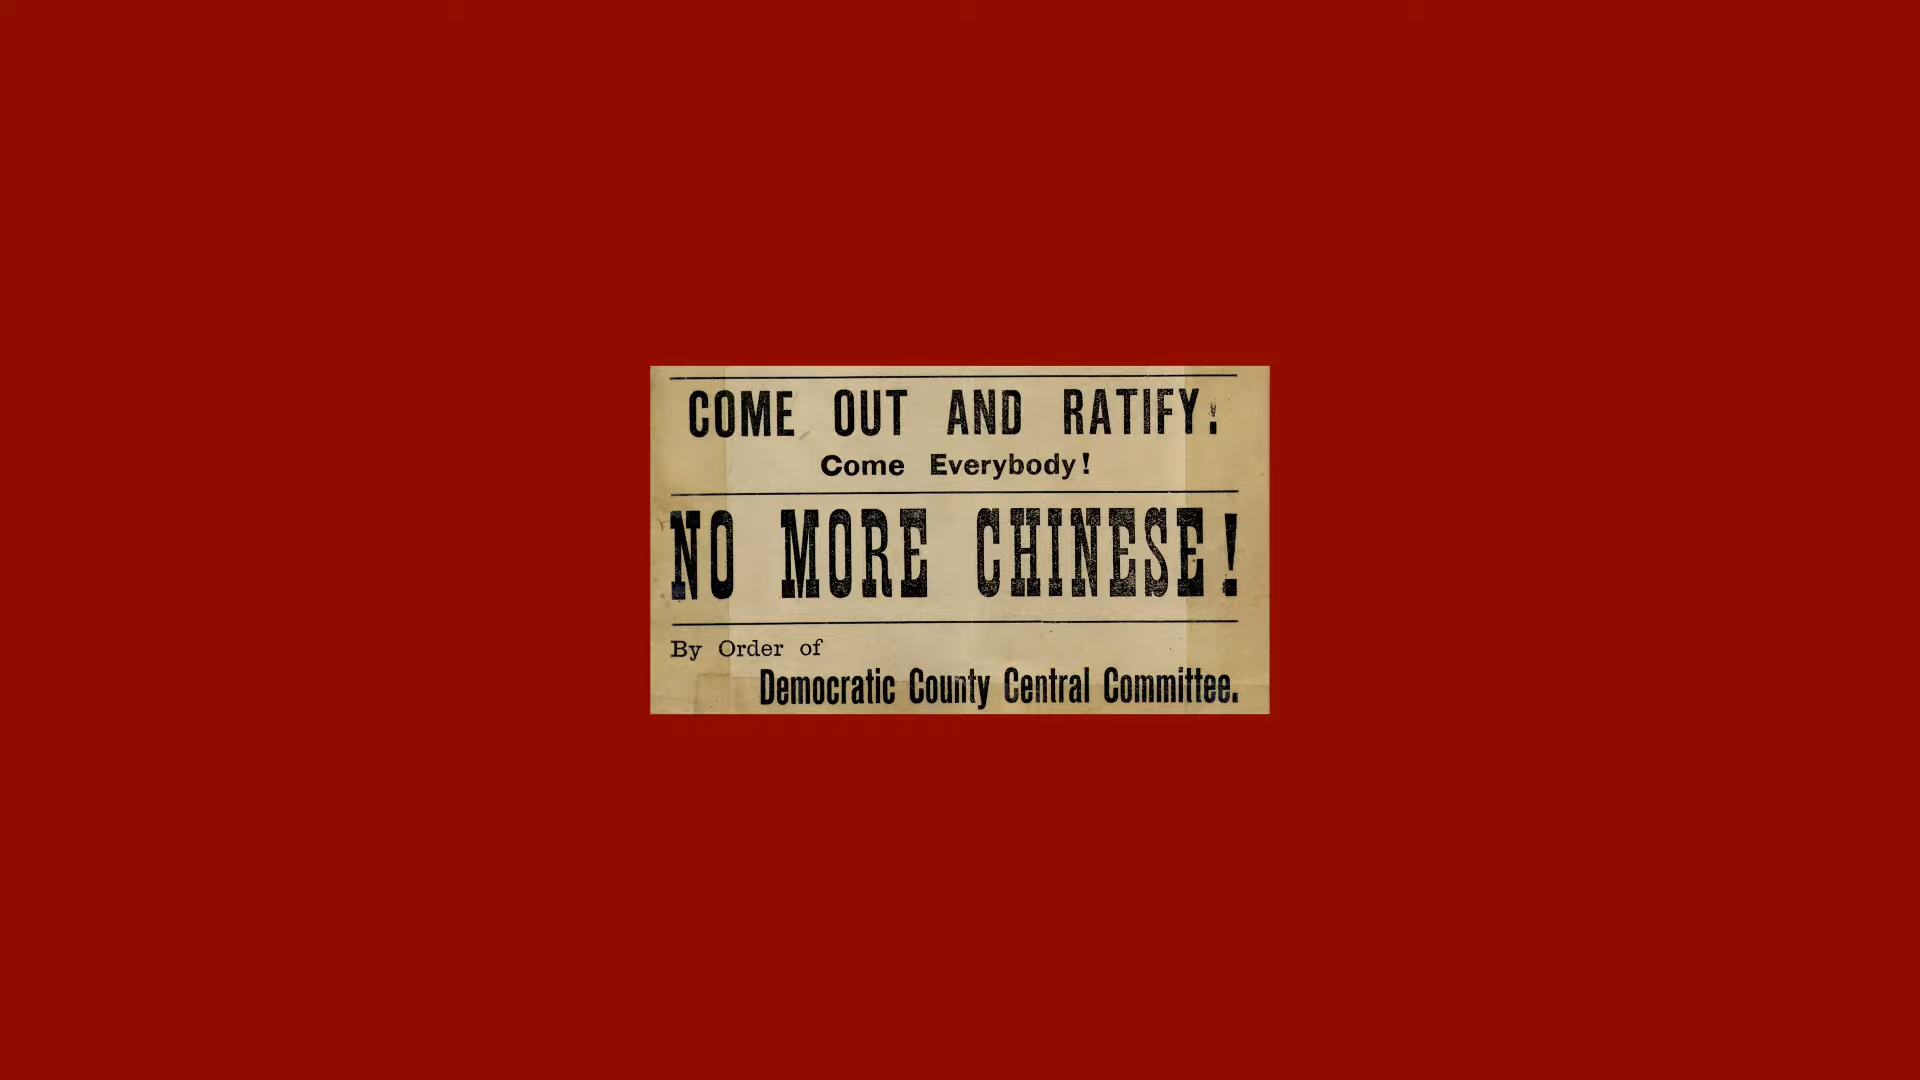 COME OUT AND RATIFY!
Come Everybody!
NO MORE CHINESE!
By Order of
Democratic County Central Committee.